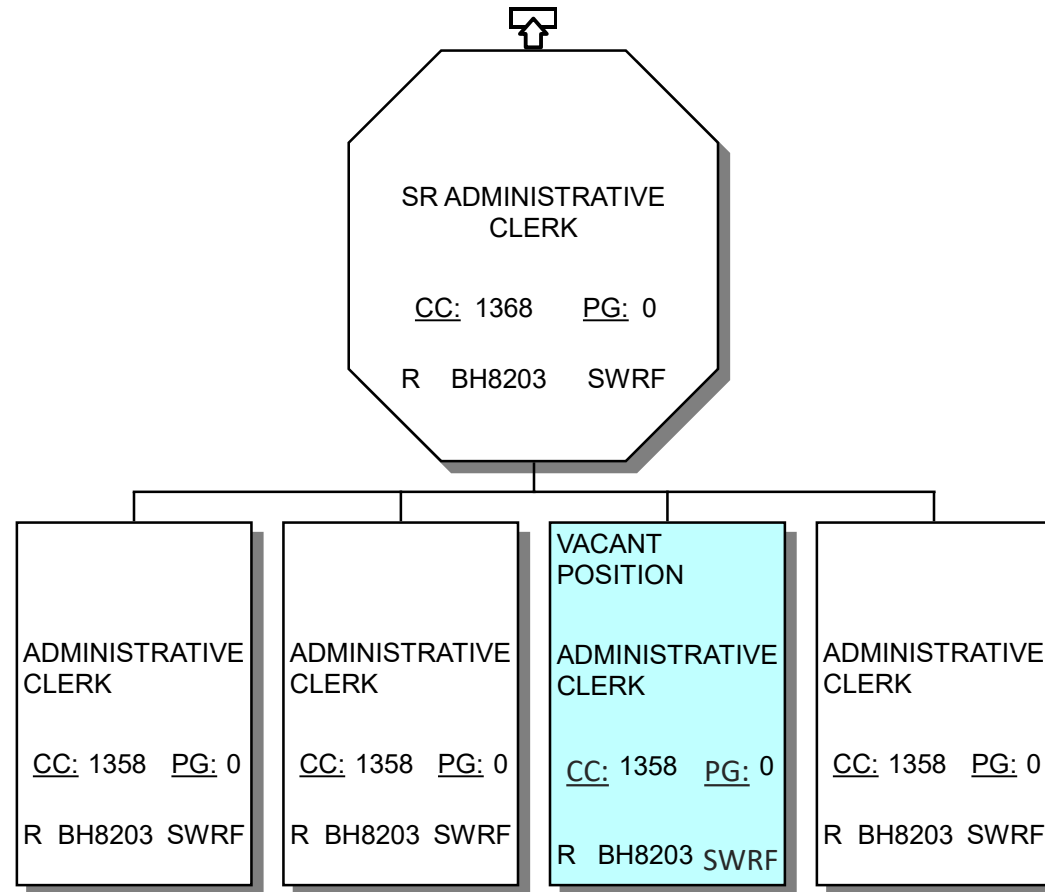 SR ADMINISTRATIVE
CLERK
CC: 1368 PG: 0
R BH8203 SWRF
ADMINISTRATIVE
CLERK
CC: 1358 PG: 0
R BH8203 SWRF
ADMINISTRATIVE
CLERK
CC: 1358 PG: 0
R BH8203 SWRF
VACANT
POSITION
ADMINISTRATIVE
CLERK
CC: 1358 PG: 0
R BH8203 SWRF
ADMINISTRATIVE
CLERK
CC: 1358 PG: 0
R BH8203 SWRF